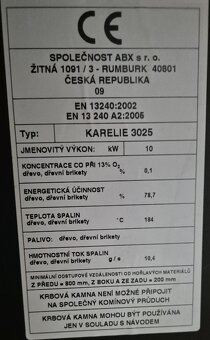 CE
SPOLEČNOST ABX s r. o.
ŽITNÁ 1091 / 3 - RUMBURK 40801
ČESKÁ REPUBLIKA
09
EN 13240:2002
EN 13 240 A2:2005
Typ: KARELIE 3025
JMENOVITÝ VÝKON: kW 10
KONCENTRACE CO PŘI 13% O₂
dřevo, dřevní brikety % 0,1
ENERGETICKÁ ÚČINNOST
dřevo, dřevní brikety % 78,7
TEPLOTA SPALIN
dřevo, dřevní brikety °C 184
PALIVO: dřevo, dřevní brikety
HMOTNOSTNÍ TOK SPALIN
dřevo, dřevní brikety g/s 10,4
MINIMÁLNÍ ODSTUPOVÉ VZDÁLENOSTI OD HOŘLAVÝCH MATERIÁLŮ
Z PŘEDU = 800 mm, Z BOKU A ZE ZADU = 200 mm
KRBOVÁ KAMNA NENÍ MOŽNÉ PŘIPOJIT
NA SPOLEČNÝ KOMÍNOVÝ PRŮDUCH
KRBOVÁ KAMNA MOHOU BÝT POUŽÍVÁNA
JEN V SOULADU S NÁVODEM